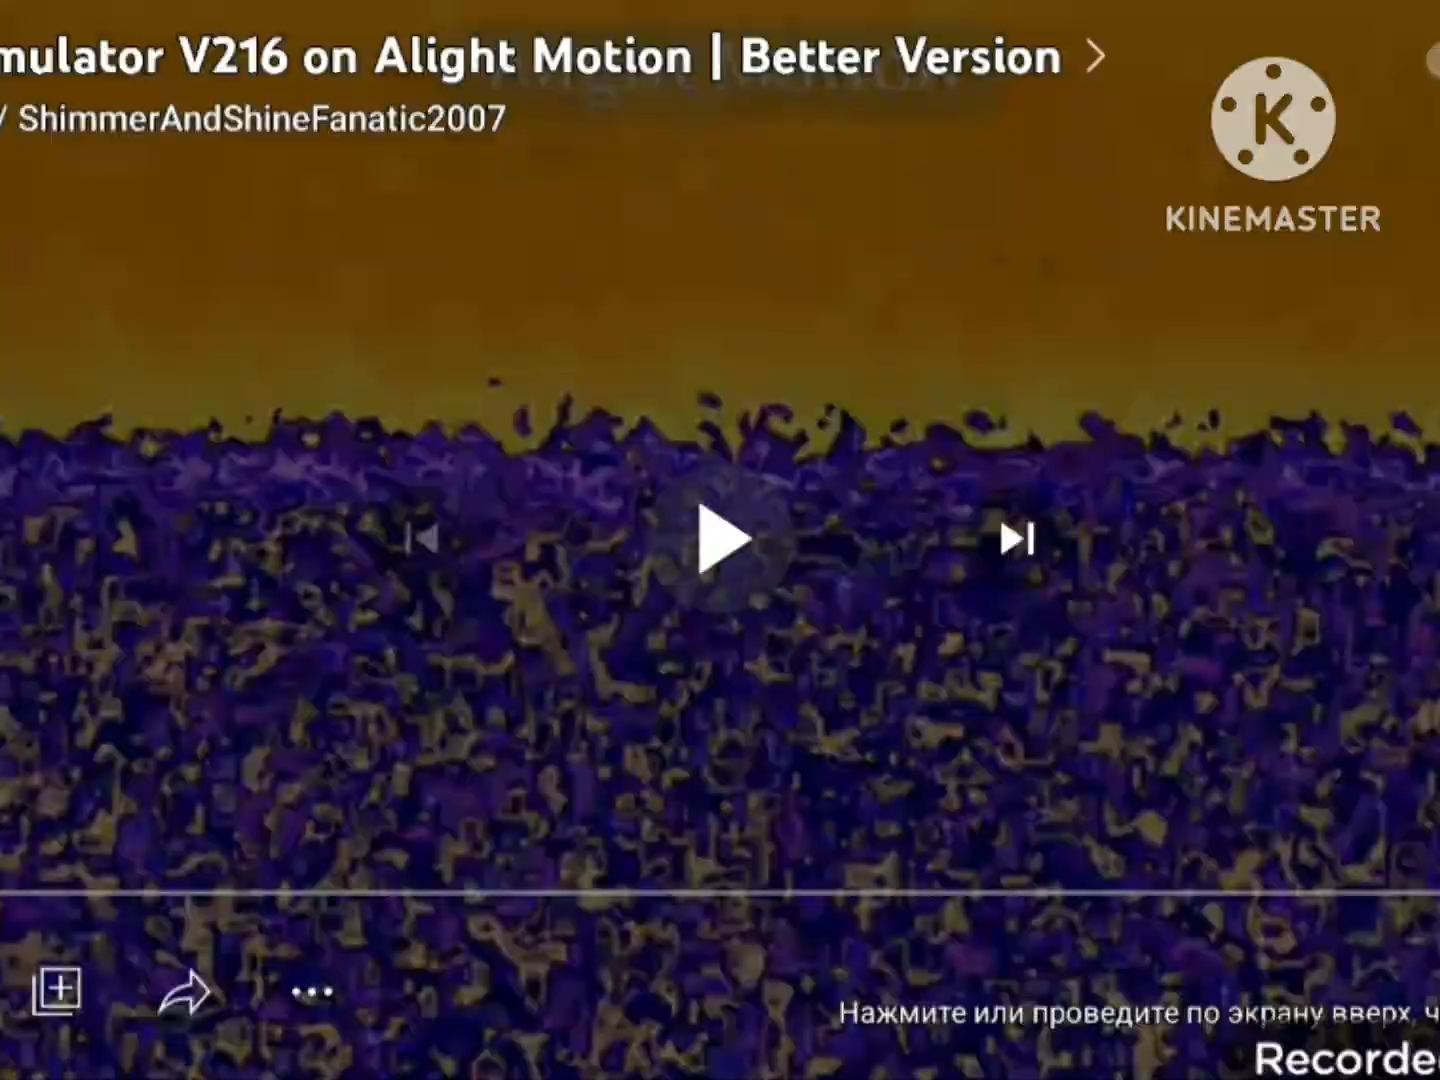 mulator V216 on Alight Motion | Better Version
/ ShimmerAndShineFanatic2007
K
KINEMASTER
Нажмите или проведите по экрану вверх, ч
Recorde